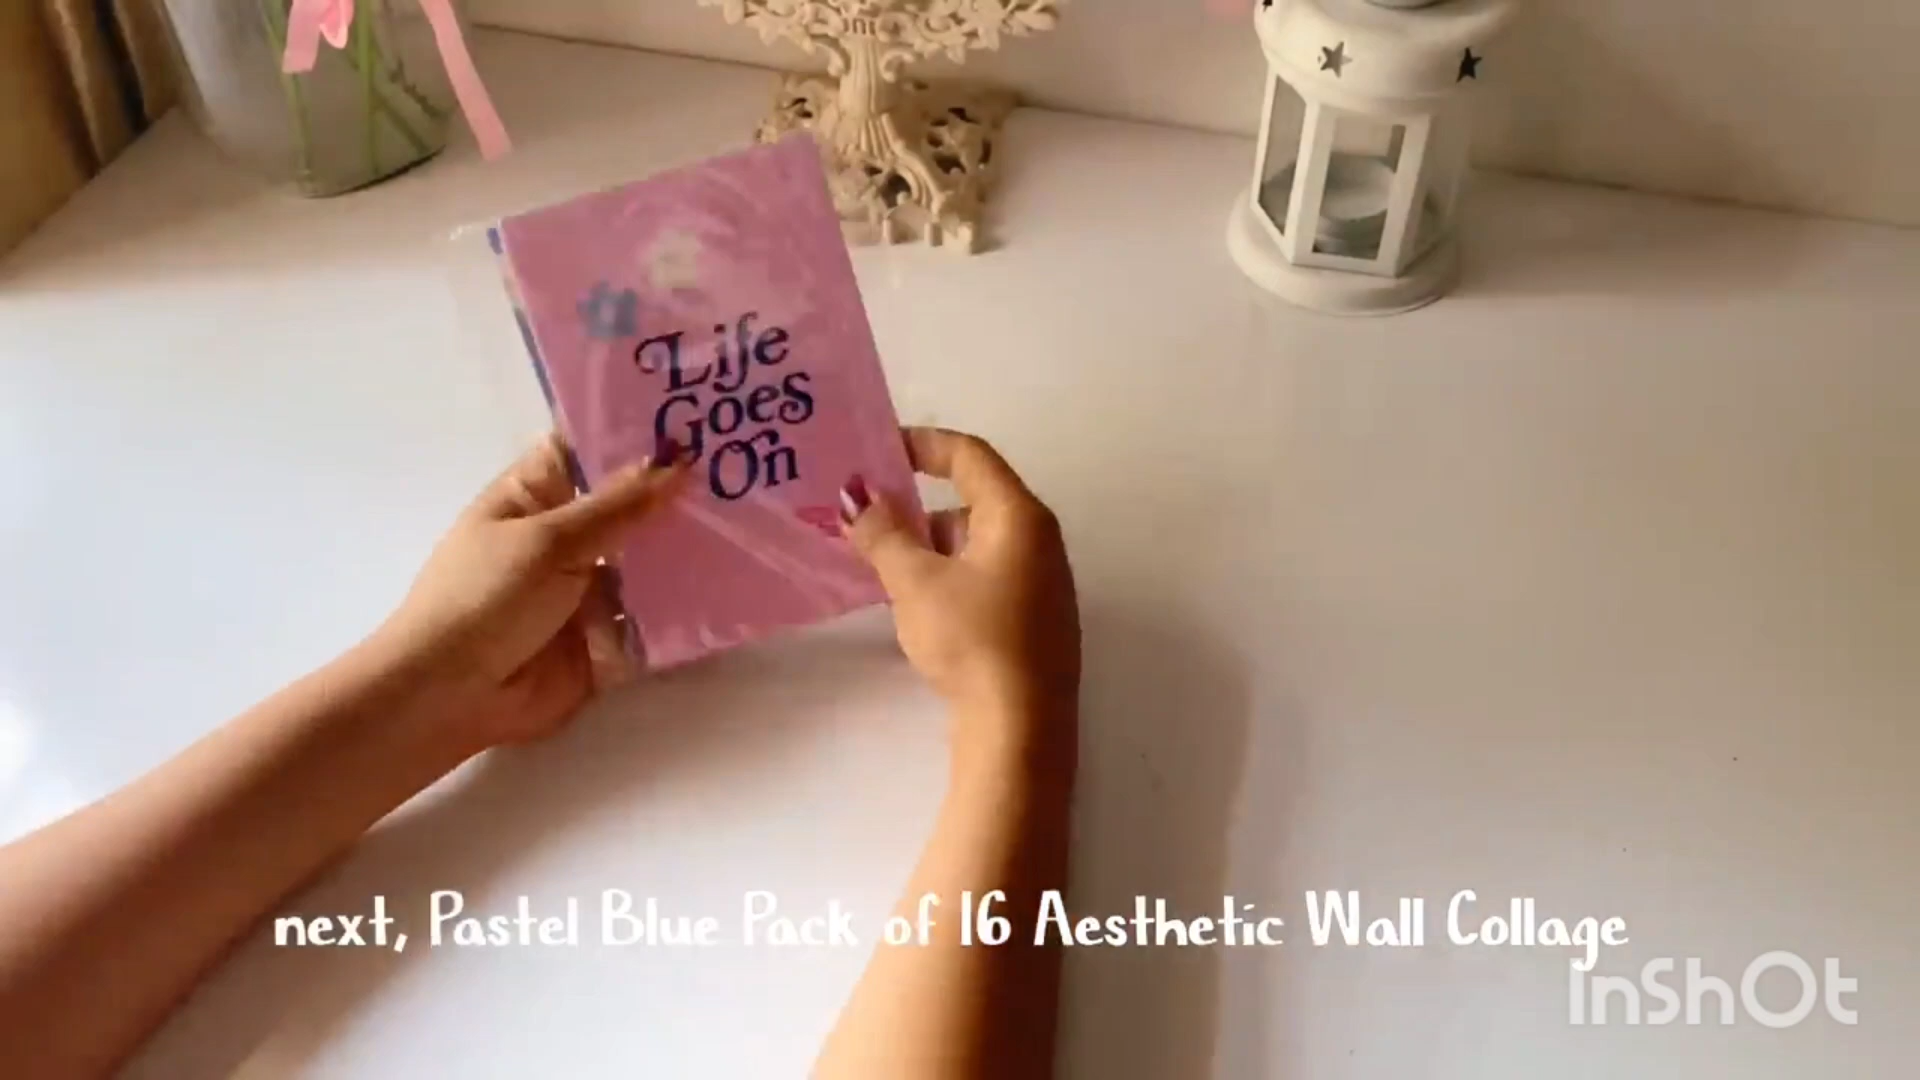 Life
Goes
On
next, Pastel Blue Pack of 16 Aesthetic Wall Collage
InShOt